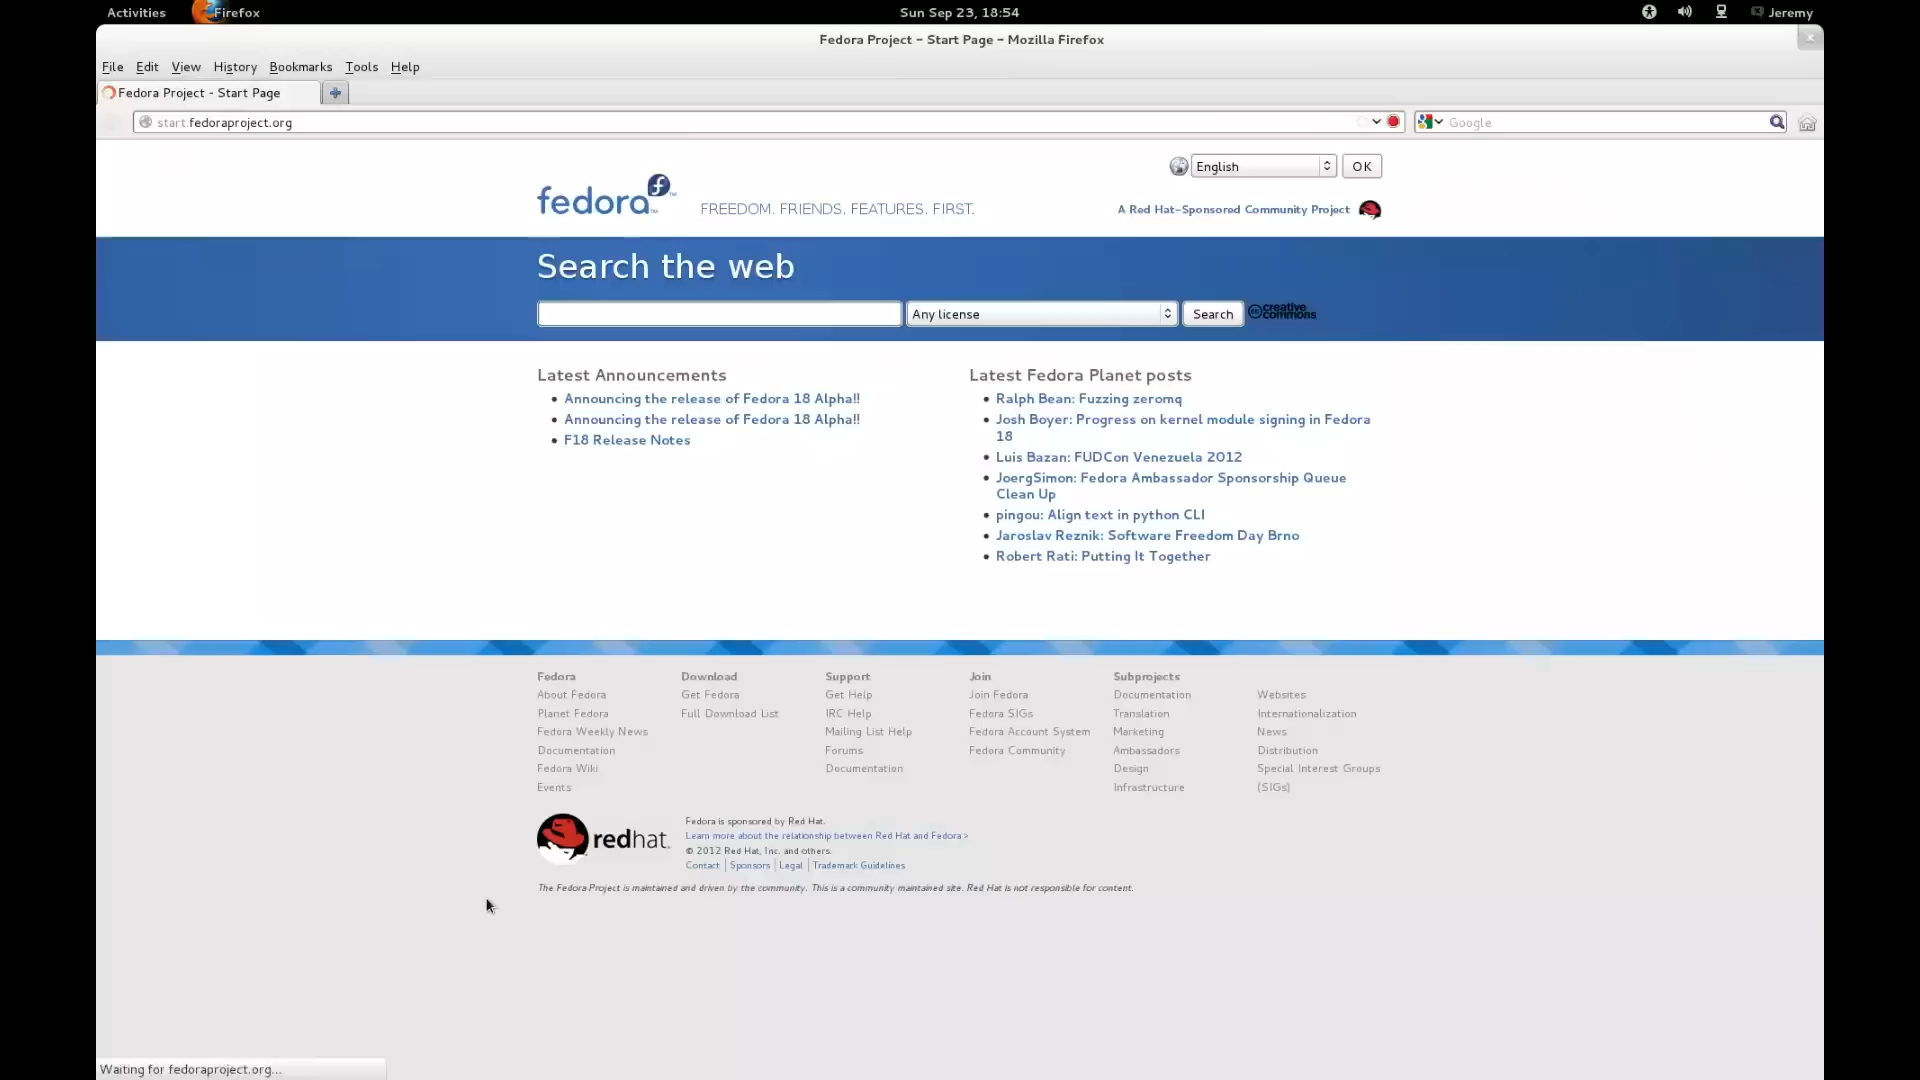 Activities
Firefox
Sun Sep 23, 18:54
Jeremy
Fedora Project – Start Page – Mozilla Firefox
File Edit View History Bookmarks Tools Help
Fedora Project - Start Page
start.fedoraproject.org
Google
English
OK
fedora™
FREEDOM. FRIENDS. FEATURES. FIRST.
A Red Hat-Sponsored Community Project
Search the web
Any license
Search
creative
commons
Latest Announcements
Announcing the release of Fedora 18 Alpha!!
Announcing the release of Fedora 18 Alpha!!
F18 Release Notes
Latest Fedora Planet posts
Ralph Bean: Fuzzing zeromq
Josh Boyer: Progress on kernel module signing in Fedora
18
Luis Bazan: FUDCon Venezuela 2012
JoergSimon: Fedora Ambassador Sponsorship Queue
Clean Up
pingou: Align text in python CLI
Jaroslav Reznik: Software Freedom Day Brno
Robert Rati: Putting It Together
Fedora
About Fedora
Planet Fedora
Fedora Weekly News
Documentation
Fedora Wiki
Events
Download
Get Fedora
Full Download List
Support
Get Help
IRC Help
Mailing List Help
Forums
Documentation
Join
Join Fedora
Fedora SIGs
Fedora Account System
Fedora Community
Subprojects
Documentation
Translation
Marketing
Ambassadors
Design
Infrastructure
Websites
Internationalization
News
Distribution
Special Interest Groups
(SIGs)
redhat.
Fedora is sponsored by Red Hat.
Learn more about the relationship between Red Hat and Fedora >
© 2012 Red Hat, Inc. and others.
Contact | Sponsors | Legal | Trademark Guidelines
The Fedora Project is maintained and driven by the community. This is a community maintained site. Red Hat is not responsible for content.
Waiting for fedoraproject.org...